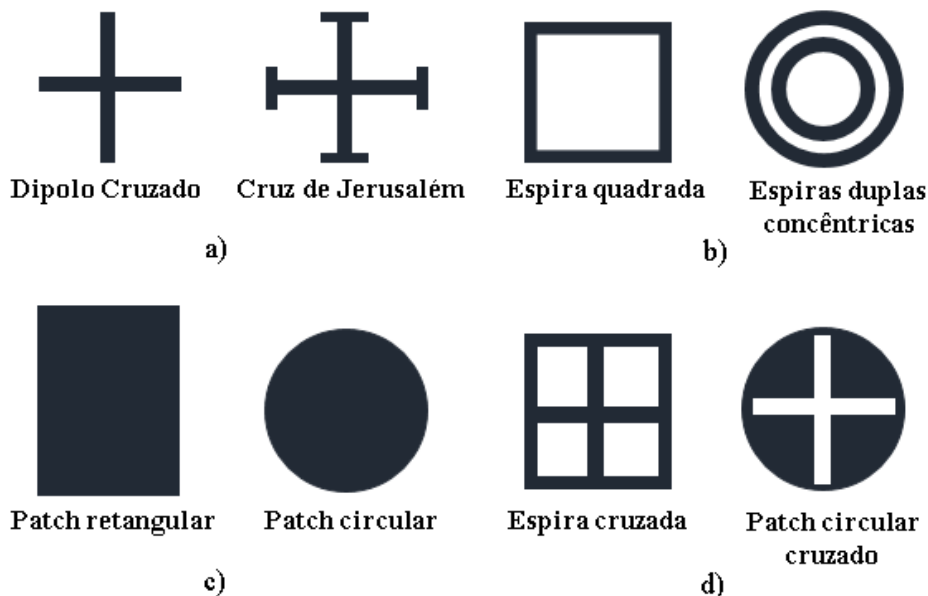 Dipolo Cruzado
Cruz de Jerusalém
a)
Espira quadrada
Espiras duplas
concêntricas
b)
Patch retangular
Patch circular
c)
Espira cruzada
Patch circular
cruzado
d)